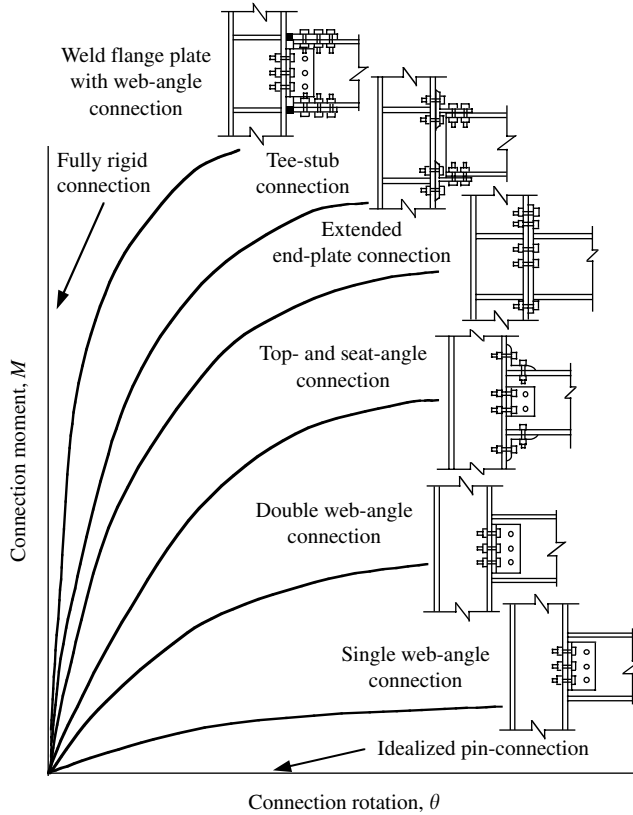 Weld flange plate
with web-angle
connection
Fully rigid
connection
Tee-stub
connection
Extended
end-plate connection
Top- and seat-angle
connection
Double web-angle
connection
Single web-angle
connection
Idealized pin-connection
Connection moment, M
Connection rotation, θ